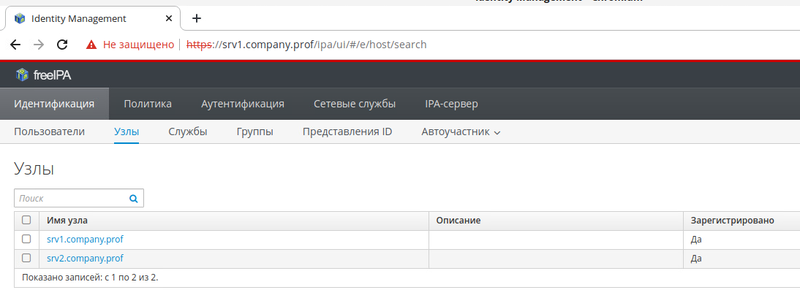 Identity Management
Не защищено https://srv1.company.prof/ipa/ui/#/e/host/search
freeIPA
Идентификация Политика Аутентификация Сетевые службы IPA-сервер
Пользователи Узлы Службы Группы Представления ID Автоучастник
Узлы
Поиск
Имя узла Описание Зарегистрировано
srv1.company.prof Да
srv2.company.prof Да
Показано записей: с 1 по 2 из 2.